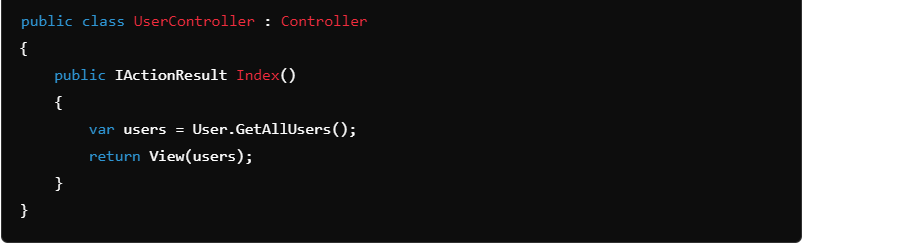 public class UserController : Controller
{
    public IActionResult Index()
    {
        var users = User.GetAllUsers();
        return View(users);
    }
}